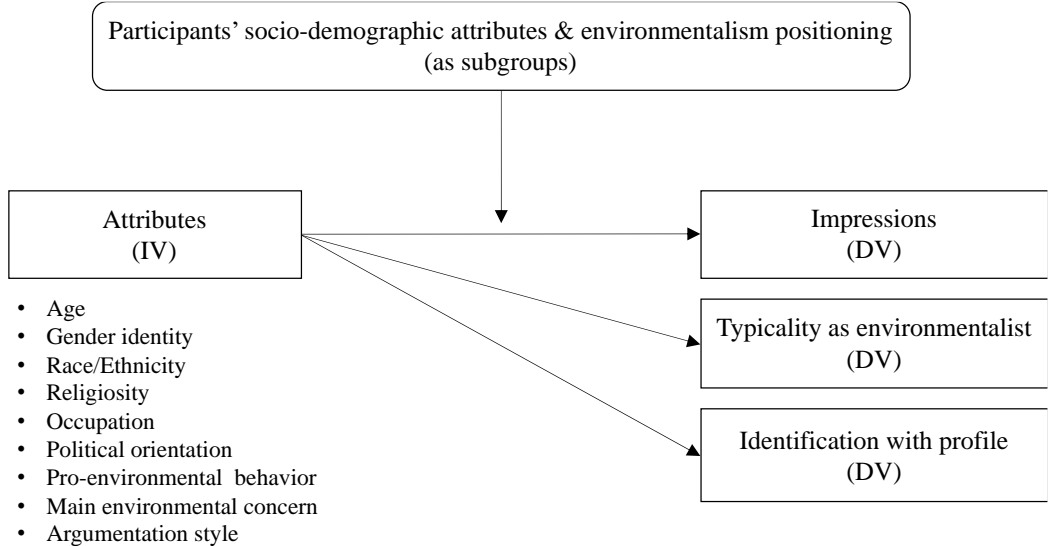 Participants’ socio-demographic attributes & environmentalism positioning
(as subgroups)
Attributes
(IV)
• Age
• Gender identity
• Race/Ethnicity
• Religiosity
• Occupation
• Political orientation
• Pro-environmental behavior
• Main environmental concern
• Argumentation style
Impressions
(DV)
Typicality as environmentalist
(DV)
Identification with profile
(DV)